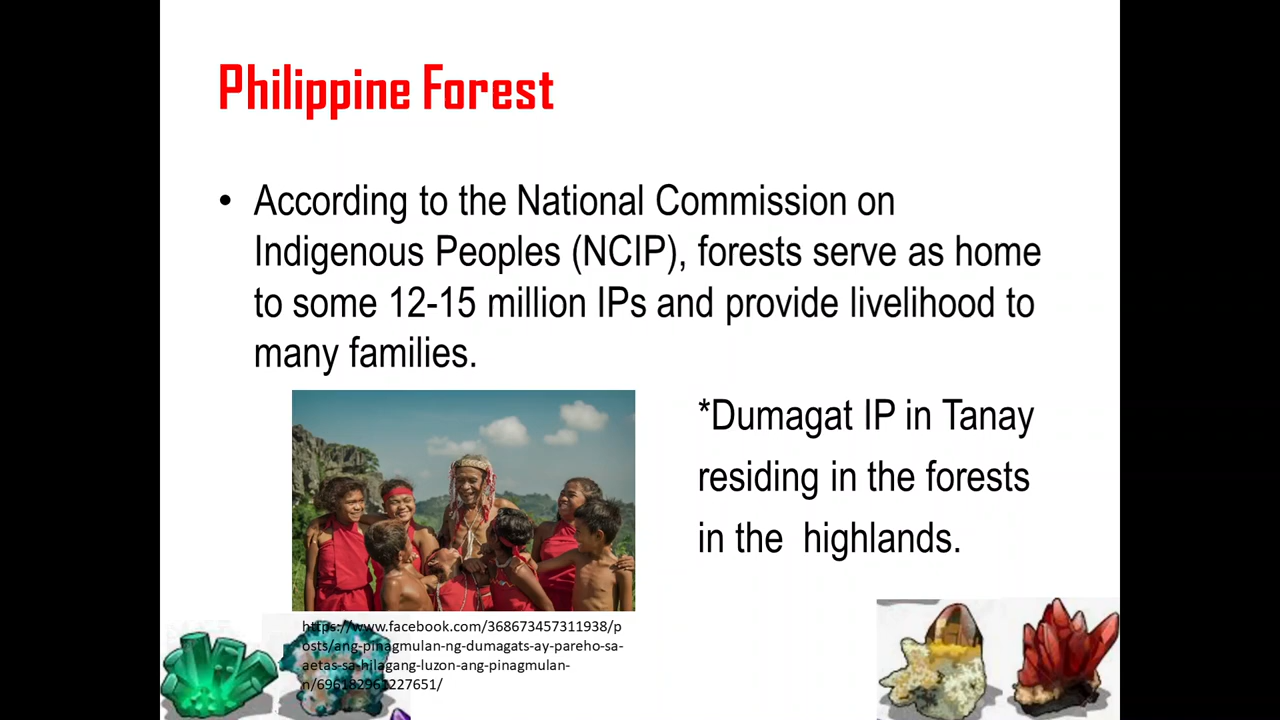 Philippine Forest
• According to the National Commission on
Indigenous Peoples (NCIP), forests serve as home
to some 12-15 million IPs and provide livelihood to
many families.
*Dumagat IP in Tanay
residing in the forests
in the highlands.
https://www.facebook.com/368673457311938/p
osts/ang-pinagmulan-ng-dumagats-ay-pareho-sa-
aetas-sa-hilagang-luzon-ang-pinagmulan-